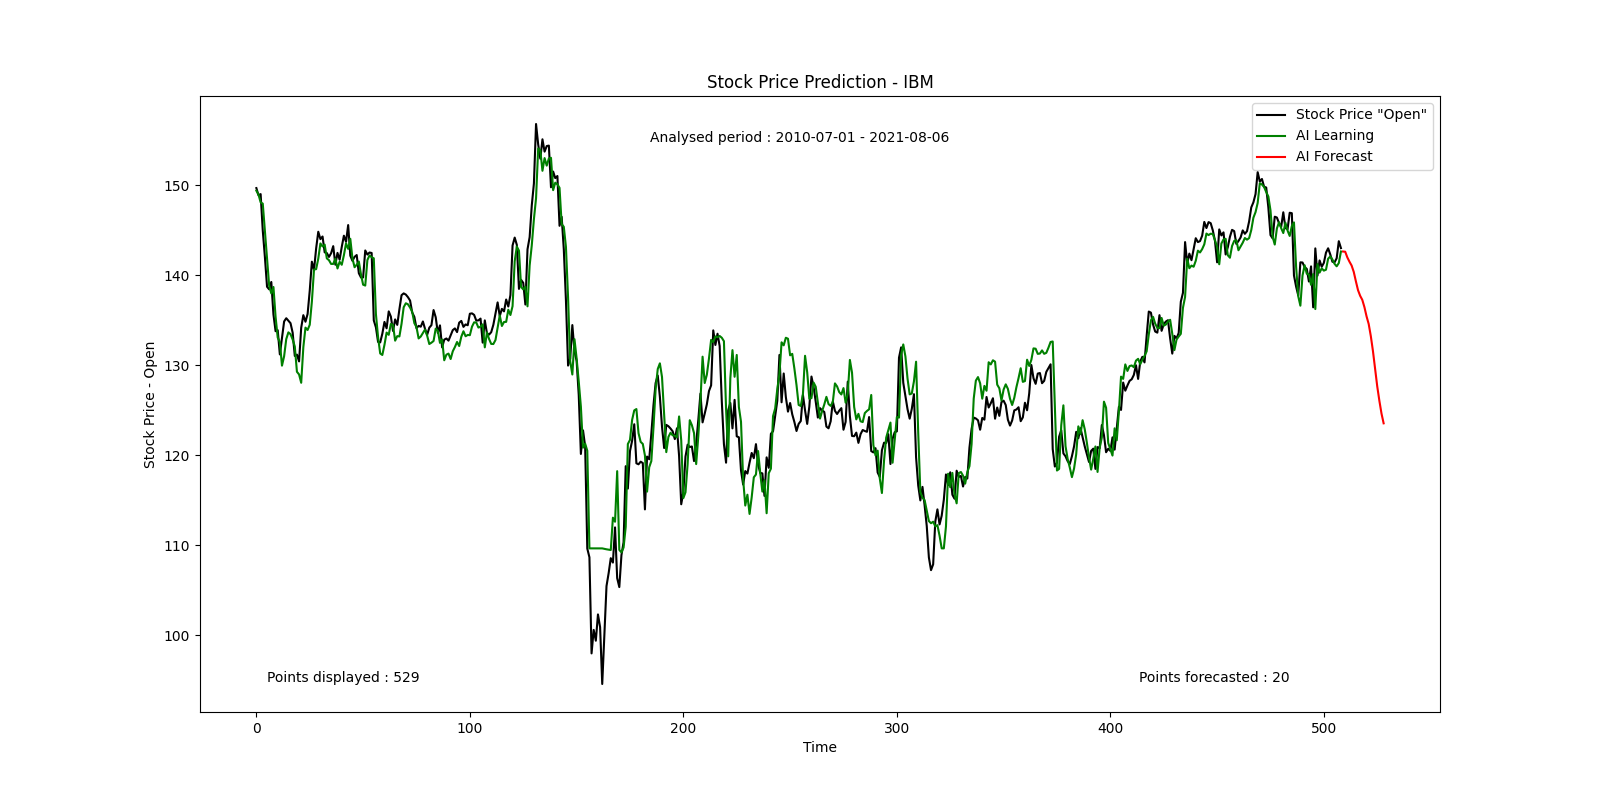 Stock Price Prediction - IBM
Analysed period : 2010-07-01 - 2021-08-06
Stock Price "Open"
AI Learning
AI Forecast
Stock Price - Open
150
140
130
120
110
100
Points displayed : 529
Points forecasted : 20
0 100 200 300 400 500
Time